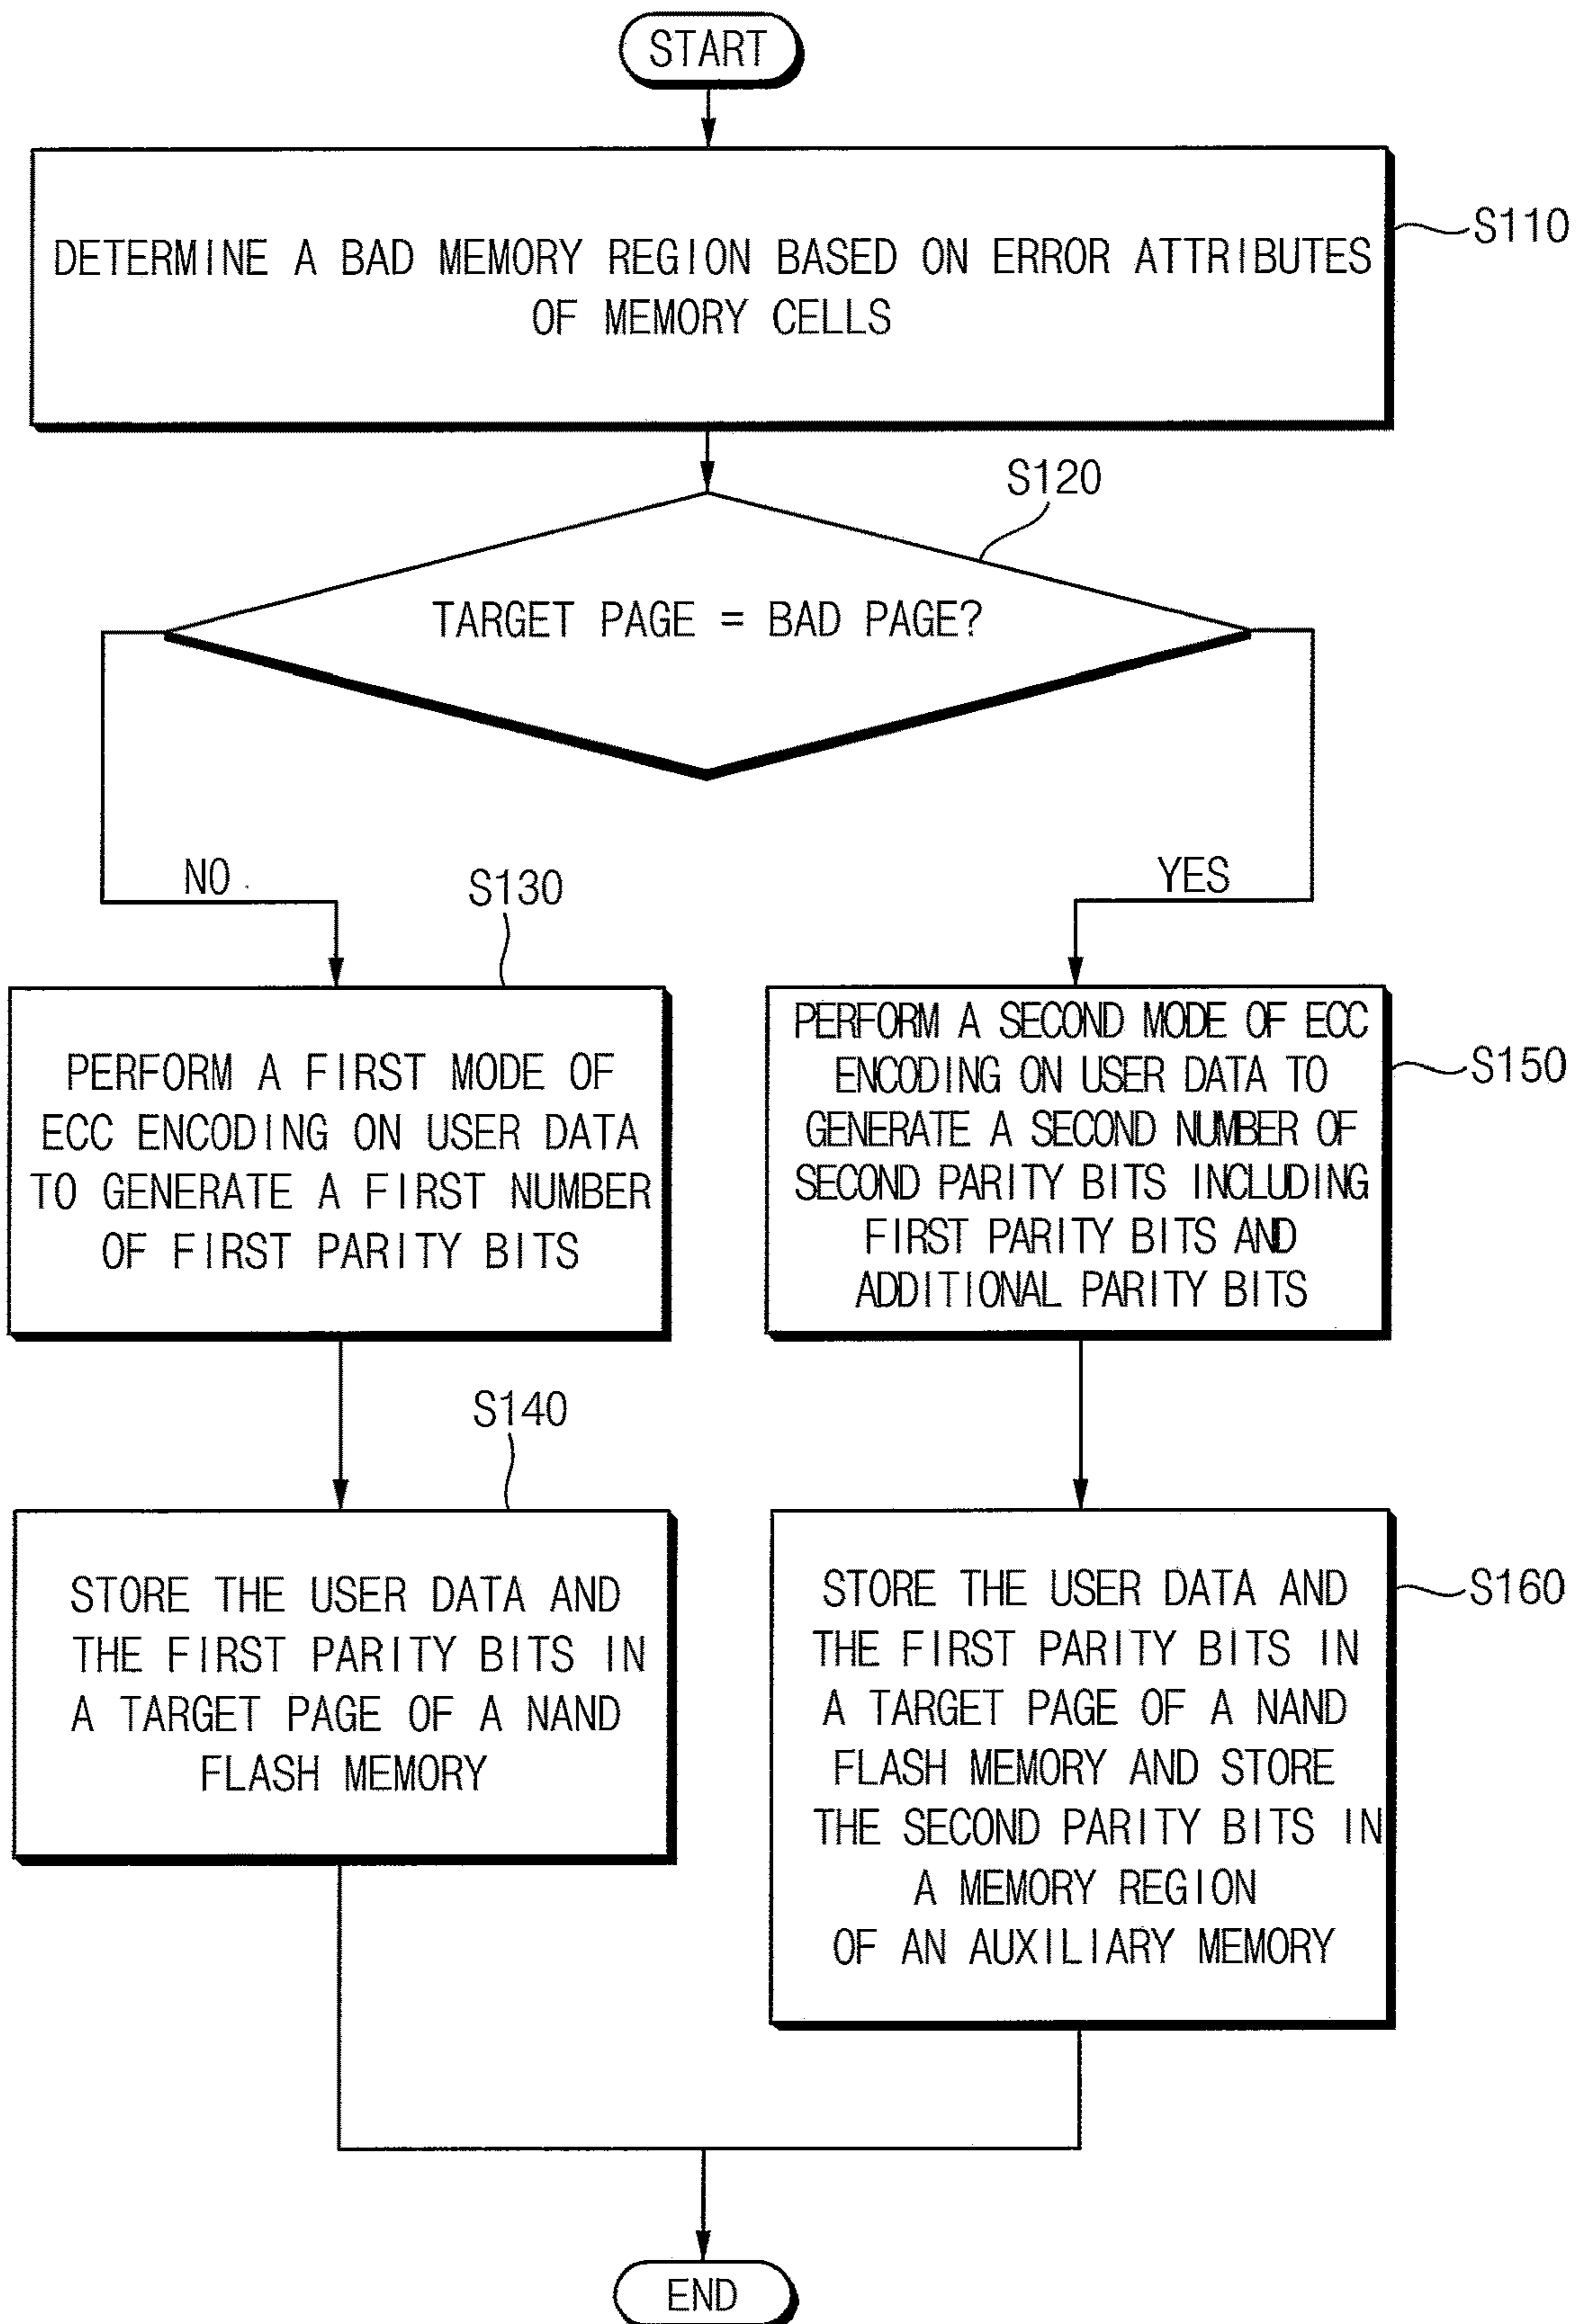 START
DETERMINE A BAD MEMORY REGION BASED ON ERROR ATTRIBUTES
OF MEMORY CELLS
S110
S120
TARGET PAGE = BAD PAGE?
NO
YES
S130
PERFORM A FIRST MODE OF
ECC ENCODING ON USER DATA
TO GENERATE A FIRST NUMBER
OF FIRST PARITY BITS
PERFORM A SECOND MODE OF ECC
ENCODING ON USER DATA TO
GENERATE A SECOND NUMBER OF
SECOND PARITY BITS INCLUDING
FIRST PARITY BITS AND
ADDITIONAL PARITY BITS
S150
S140
STORE THE USER DATA AND
THE FIRST PARITY BITS IN
A TARGET PAGE OF A NAND
FLASH MEMORY
STORE THE USER DATA AND
THE FIRST PARITY BITS IN
A TARGET PAGE OF A NAND
FLASH MEMORY AND STORE
THE SECOND PARITY BITS IN
A MEMORY REGION
OF AN AUXILIARY MEMORY
S160
END